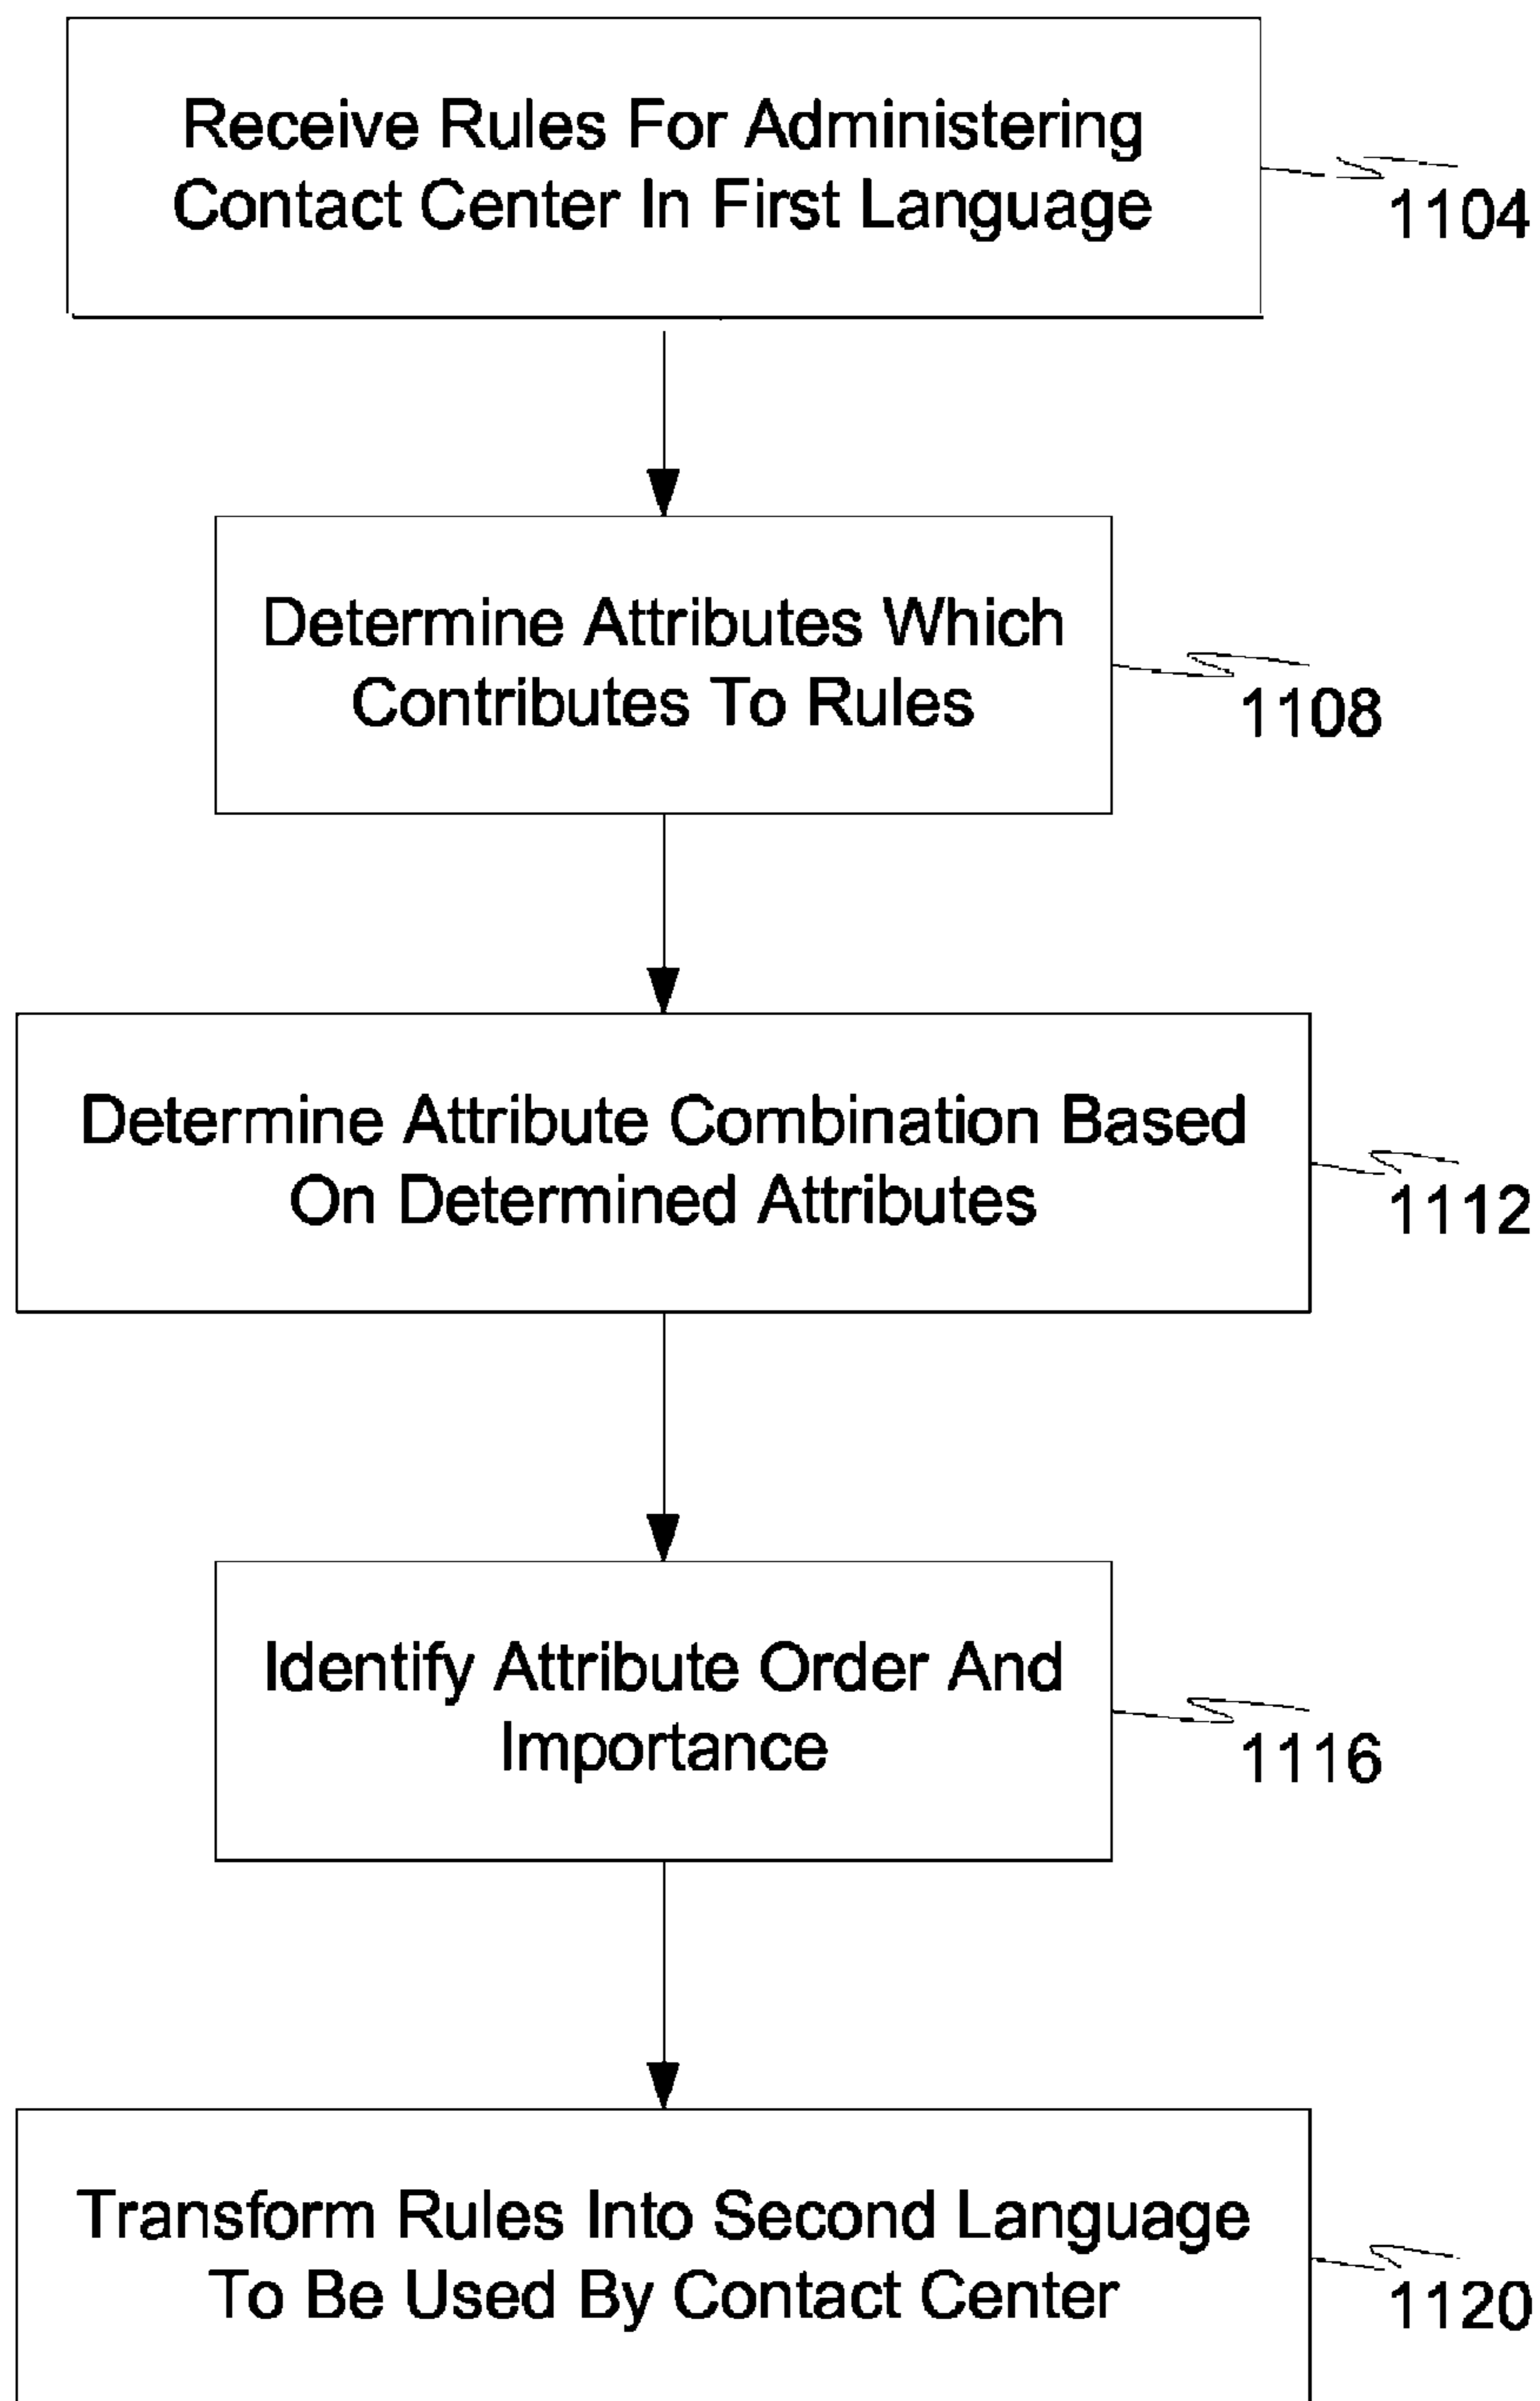 Receive Rules For Administering
Contact Center In First Language
1104
Determine Attributes Which
Contributes To Rules
1108
Determine Attribute Combination Based
On Determined Attributes
1112
Identify Attribute Order And
Importance
1116
Transform Rules Into Second Language
To Be Used By Contact Center
1120